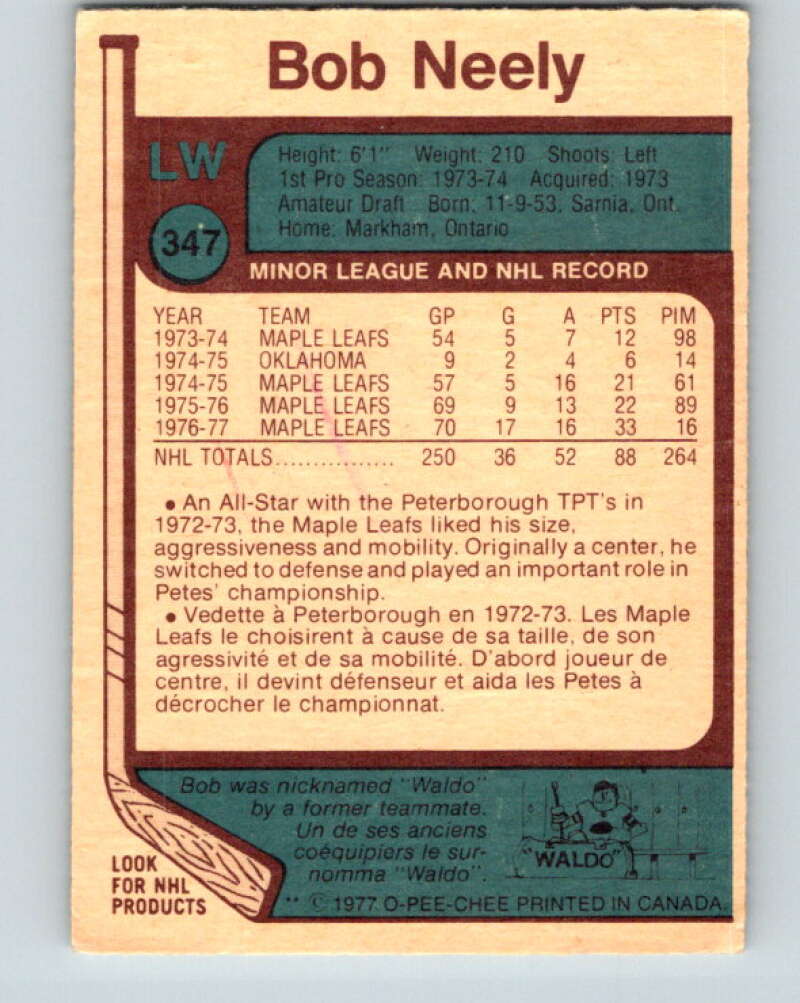 Bob Neely
LW
347
Height: 6'1" Weight: 210 Shoots: Left
1st Pro Season: 1973-74 Acquired: 1973
Amateur Draft Born: 11-9-53, Sarnia, Ont.
Home: Markham, Ontario
MINOR LEAGUE AND NHL RECORD
YEAR TEAM GP G A PTS PIM
1973-74 MAPLE LEAFS 54 5 7 12 98
1974-75 OKLAHOMA 9 2 4 6 14
1974-75 MAPLE LEAFS 57 5 16 21 61
1975-76 MAPLE LEAFS 69 9 13 22 89
1976-77 MAPLE LEAFS 70 17 16 33 16
NHL TOTALS................ 250 36 52 88 264
• An All-Star with the Peterborough TPT's in
1972-73, the Maple Leafs liked his size,
aggressiveness and mobility. Originally a center, he
switched to defense and played an important role in
Petes' championship.
• Vedette à Peterborough en 1972-73. Les Maple
Leafs le choisirent à cause de sa taille, de son
agressivité et de sa mobilité. D'abord joueur de
centre, il devint défenseur et aida les Petes à
décrocher le championnat.
Bob was nicknamed "Waldo"
by a former teammate.
Un de ses anciens
coéquipiers le sur-
nomma "Waldo".
"WALDO"
LOOK
FOR NHL
PRODUCTS
** © 1977 O-PEE-CHEE PRINTED IN CANADA.